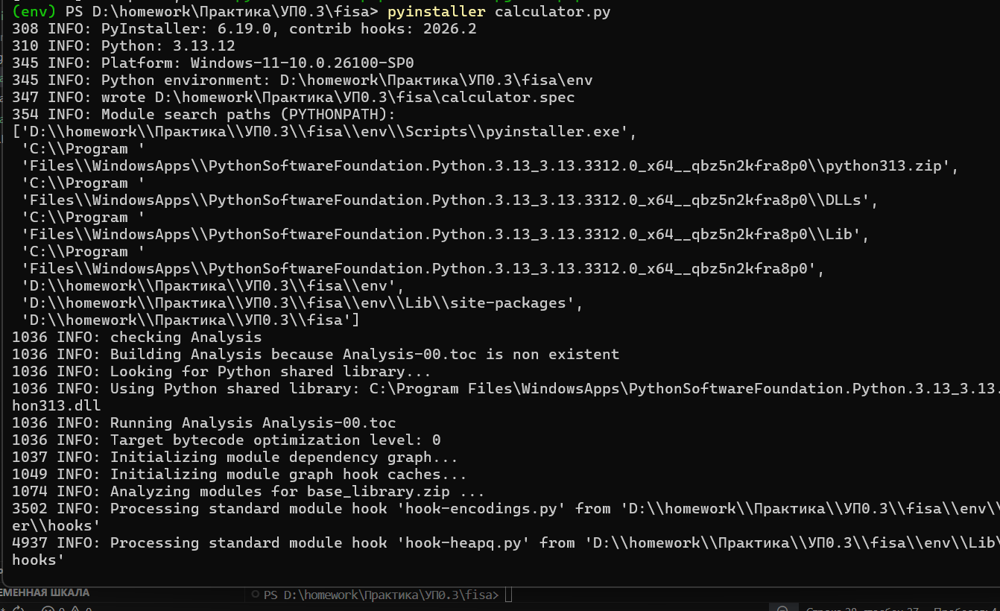 (env) PS D:\homework\Практика\УП0.3\fisa> pyinstaller calculator.py
308 INFO: PyInstaller: 6.19.0, contrib hooks: 2026.2
310 INFO: Python: 3.13.12
345 INFO: Platform: Windows-11-10.0.26100-SP0
345 INFO: Python environment: D:\homework\Практика\УП0.3\fisa\env
347 INFO: wrote D:\homework\Практика\УП0.3\fisa\calculator.spec
354 INFO: Module search paths (PYTHONPATH):
['D:\\homework\\Практика\\УП0.3\\fisa\\env\\Scripts\\pyinstaller.exe',
'C:\\Program '
'Files\\WindowsApps\\PythonSoftwareFoundation.Python.3.13_3.13.3312.0_x64__qbz5n2kfra8p0\\python313.zip',
'C:\\Program '
'Files\\WindowsApps\\PythonSoftwareFoundation.Python.3.13_3.13.3312.0_x64__qbz5n2kfra8p0\\DLLs',
'C:\\Program '
'Files\\WindowsApps\\PythonSoftwareFoundation.Python.3.13_3.13.3312.0_x64__qbz5n2kfra8p0\\Lib',
'C:\\Program '
'Files\\WindowsApps\\PythonSoftwareFoundation.Python.3.13_3.13.3312.0_x64__qbz5n2kfra8p0',
'D:\\homework\\Практика\\УП0.3\\fisa\\env',
'D:\\homework\\Практика\\УП0.3\\fisa\\env\\Lib\\site-packages',
'D:\\homework\\Практика\\УП0.3\\fisa']
1036 INFO: checking Analysis
1036 INFO: Building Analysis because Analysis-00.toc is non existent
1036 INFO: Looking for Python shared library...
1036 INFO: Using Python shared library: C:\Program Files\WindowsApps\PythonSoftwareFoundation.Python.3.13_3.13.
hon313.dll
1036 INFO: Running Analysis Analysis-00.toc
1036 INFO: Target bytecode optimization level: 0
1037 INFO: Initializing module dependency graph...
1049 INFO: Initializing module graph hook caches...
1074 INFO: Analyzing modules for base_library.zip ...
3502 INFO: Processing standard module hook 'hook-encodings.py' from 'D:\\homework\\Практика\\УП0.3\\fisa\\env\\
er\\hooks'
4937 INFO: Processing standard module hook 'hook-heapq.py' from 'D:\\homework\\Практика\\УП0.3\\fisa\\env\\Lib\
hooks'
ЕМЕННАЯ ШКАЛА
PS D:\homework\Практика\УП0.3\fisa>